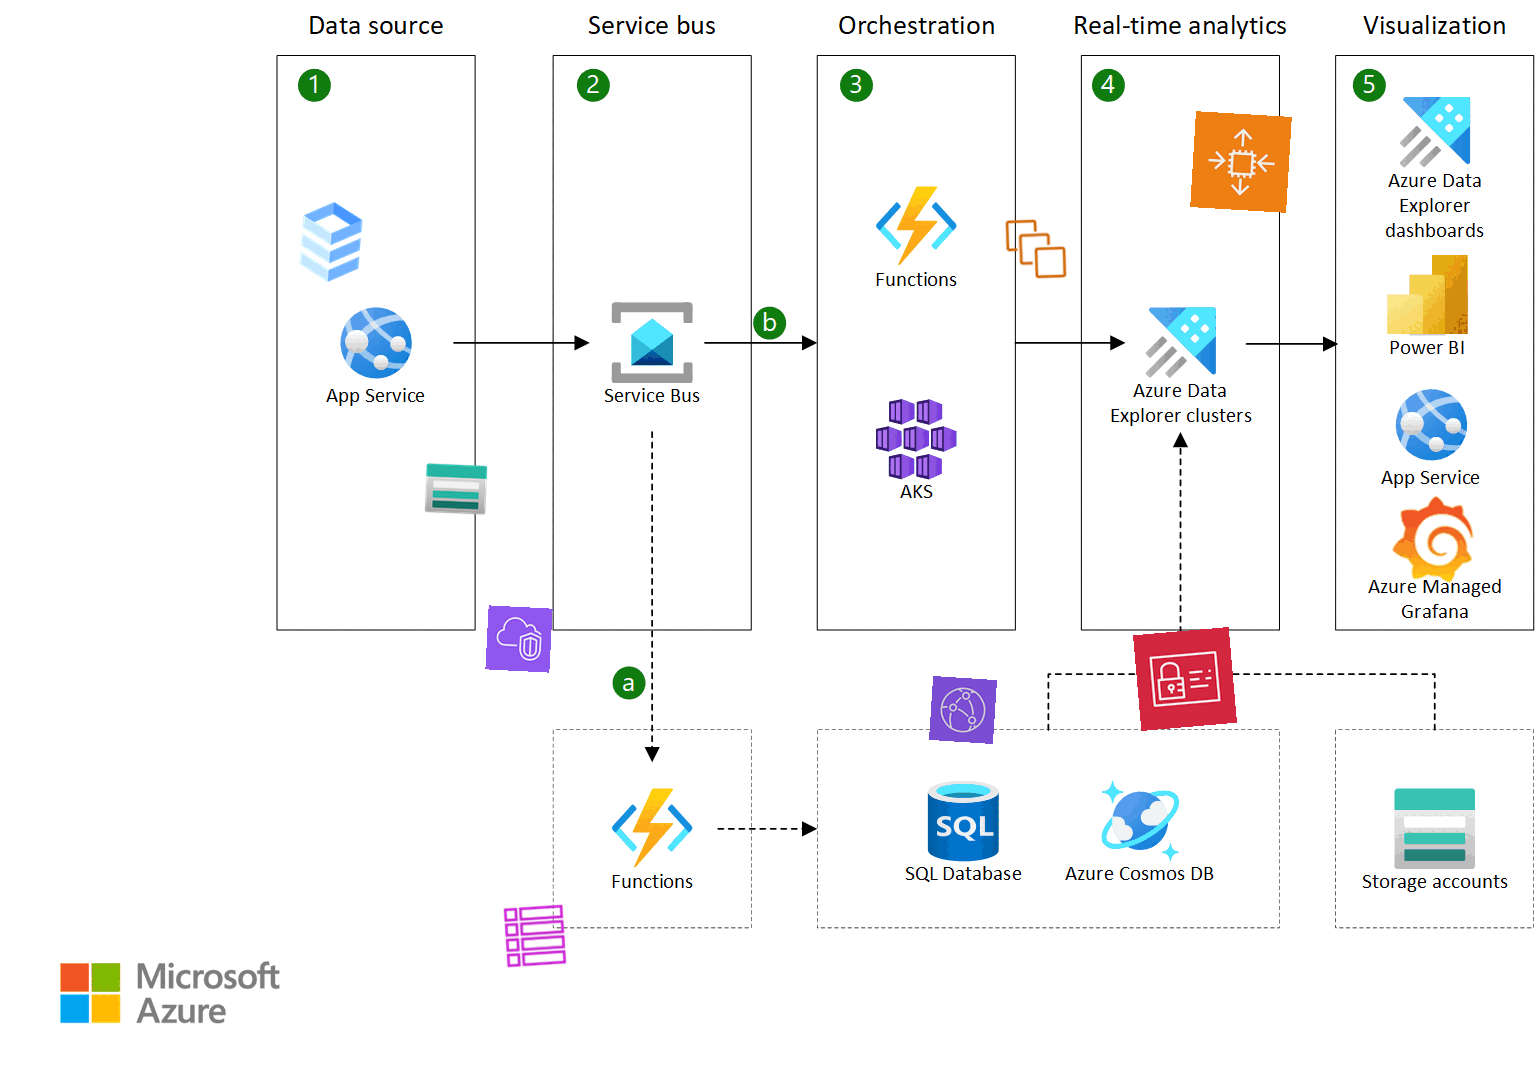 Data source
Service bus
Orchestration
Real-time analytics
Visualization
1
2
3
4
5
Azure Data
Explorer
dashboards
Functions
b
Power BI
App Service
Service Bus
Azure Data
Explorer clusters
App Service
AKS
Azure Managed
Grafana
a
SQL
Functions
SQL Database
Azure Cosmos DB
Storage accounts
Microsoft
Azure